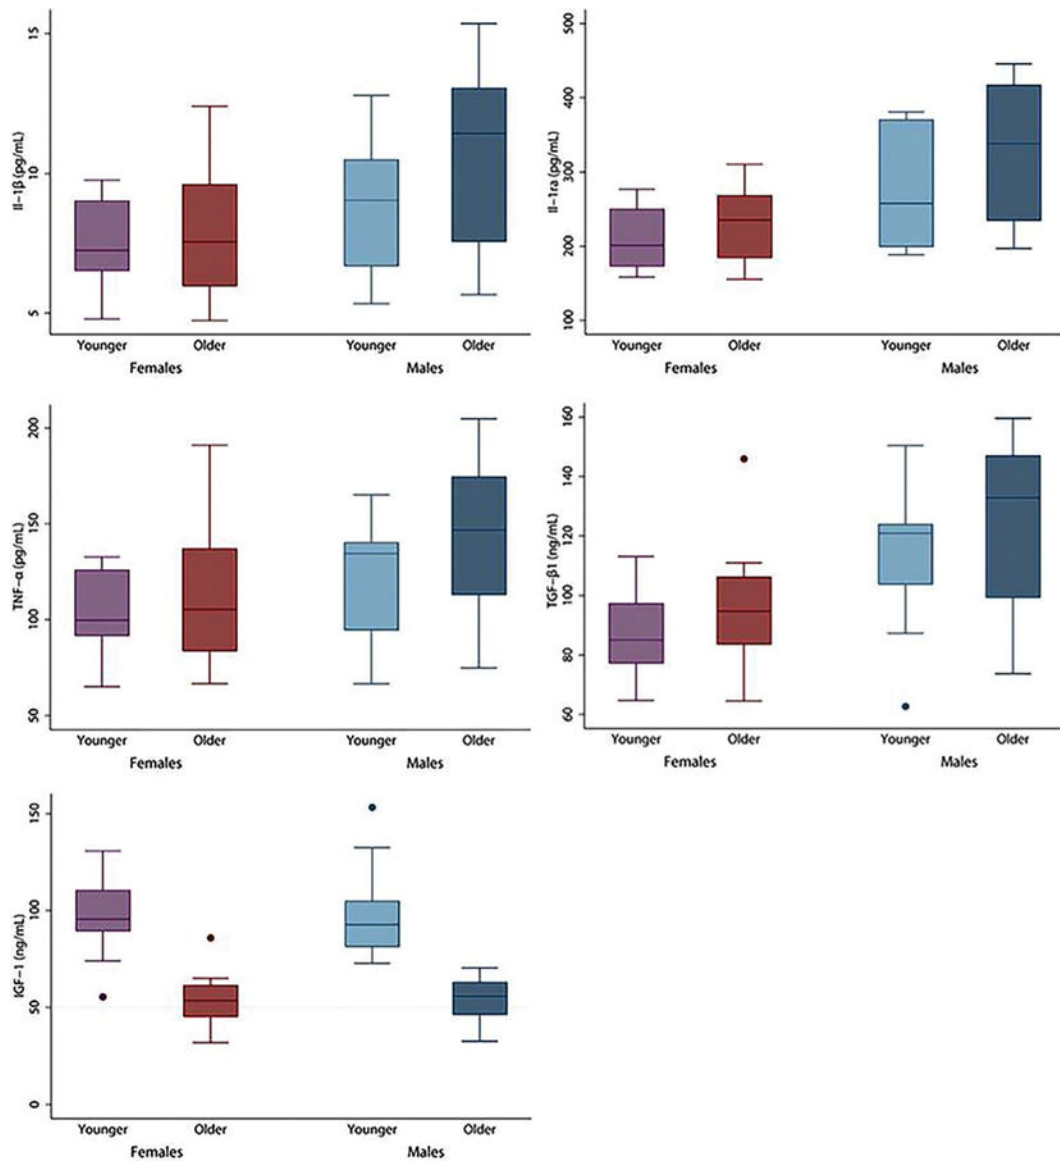 Il-1β (pg/mL)
15
10
5
Younger Older Younger Older
Females Males
Il-1ra (pg/mL)
500
400
300
200
100
Younger Older Younger Older
Females Males
TNF-α (pg/mL)
200
150
100
50
Younger Older Younger Older
Females Males
TGF-β1 (ng/mL)
160
140
120
100
80
60
Younger Older Younger Older
Females Males
IGF-1 (ng/mL)
150
100
50
0
Younger Older Younger Older
Females Males